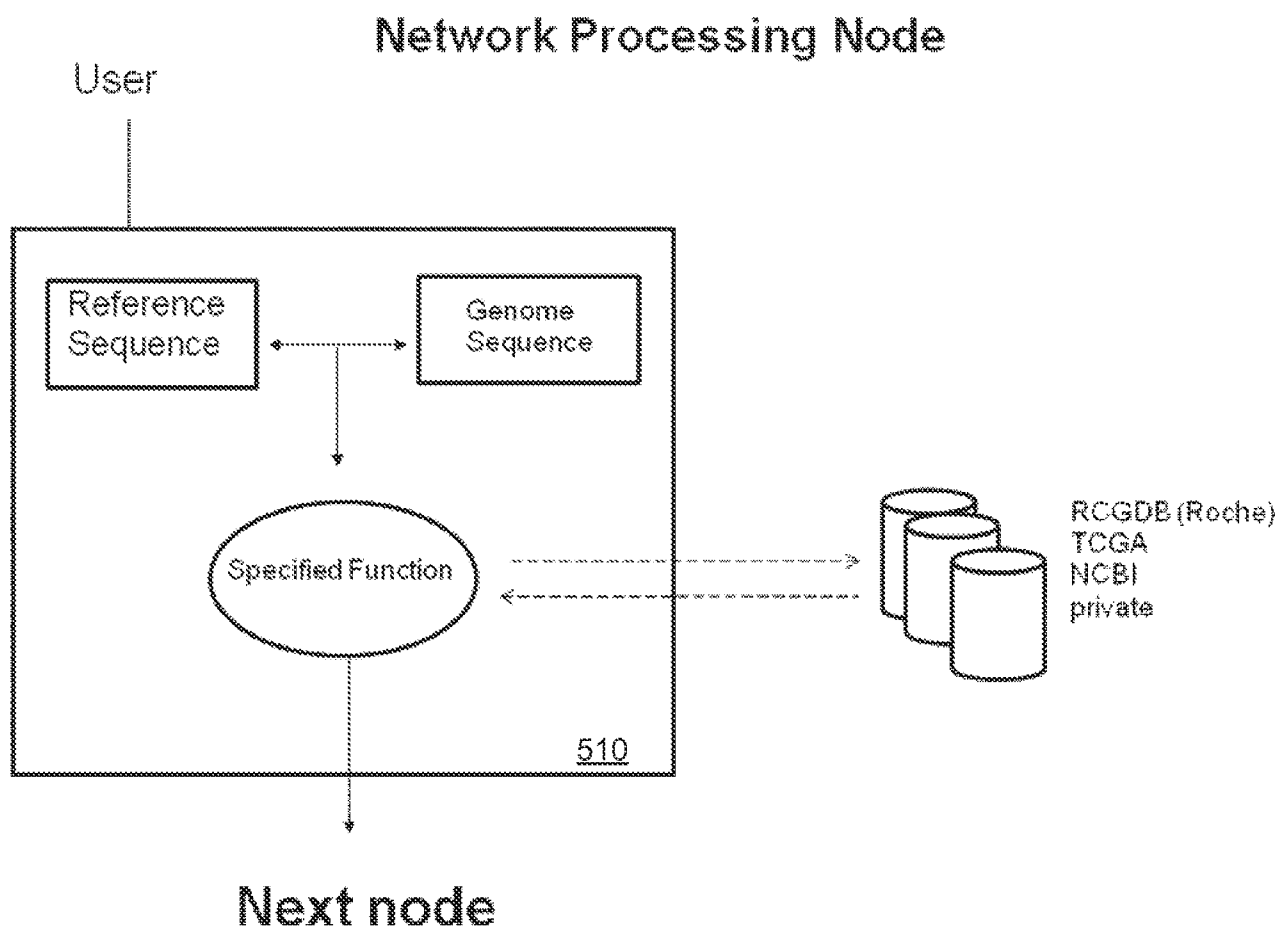 Network Processing Node
User
Reference
Sequence
Genome
Sequence
Specified Function
RCGDB (Roche)
TCGA
NCBI
private
510
Next node